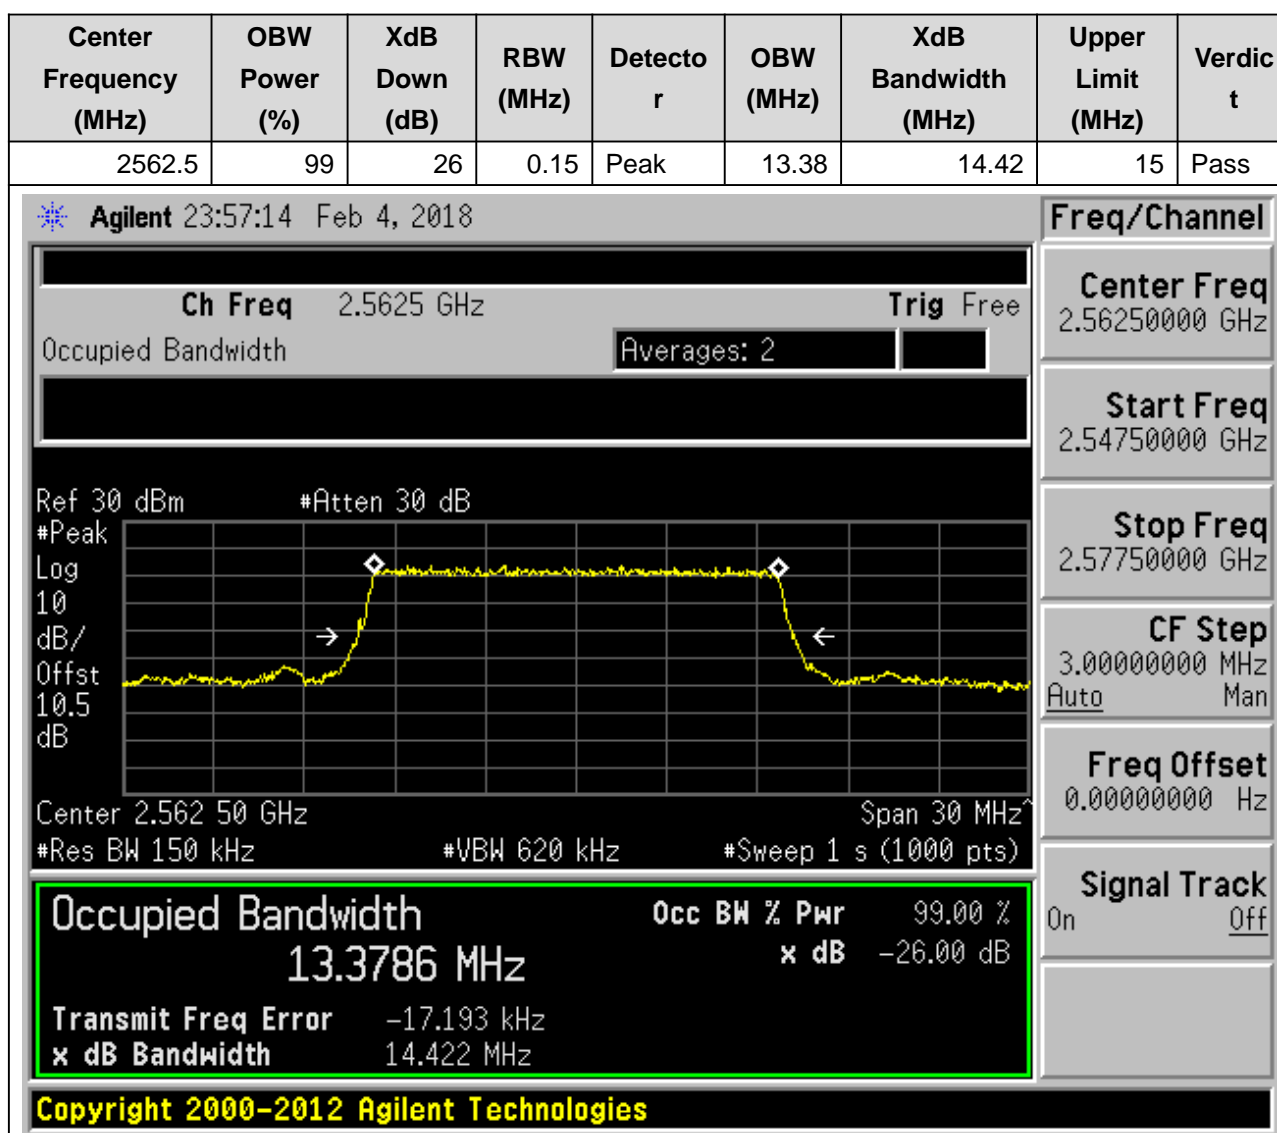 Center Frequency (MHz) OBW Power (%) XdB Down (dB) RBW (MHz) Detecto r OBW (MHz) XdB Bandwidth (MHz) Upper Limit (MHz) Verdic t
2562.5 99 26 0.15 Peak 13.38 14.42 15 Pass
Agilent 23:57:14 Feb 4, 2018
Freq/Channel
Ch Freq 2.5625 GHz Trig Free
Occupied Bandwidth Averages: 2
Center Freq
2.56250000 GHz
Start Freq
2.54750000 GHz
Stop Freq
2.57750000 GHz
CF Step
3.00000000 MHz
Auto Man
Freq Offset
0.00000000 Hz
Signal Track
On Off
Ref 30 dBm #Atten 30 dB
#Peak
Log
10
dB/
Offst
10.5
dB
Center 2.562 50 GHz Span 30 MHz^
#Res BW 150 kHz #VBW 620 kHz #Sweep 1 s (1000 pts)
Occupied Bandwidth Occ BW % Pwr 99.00 %
13.3786 MHz x dB -26.00 dB
Transmit Freq Error -17.193 kHz
x dB Bandwidth 14.422 MHz
Copyright 2000-2012 Agilent Technologies